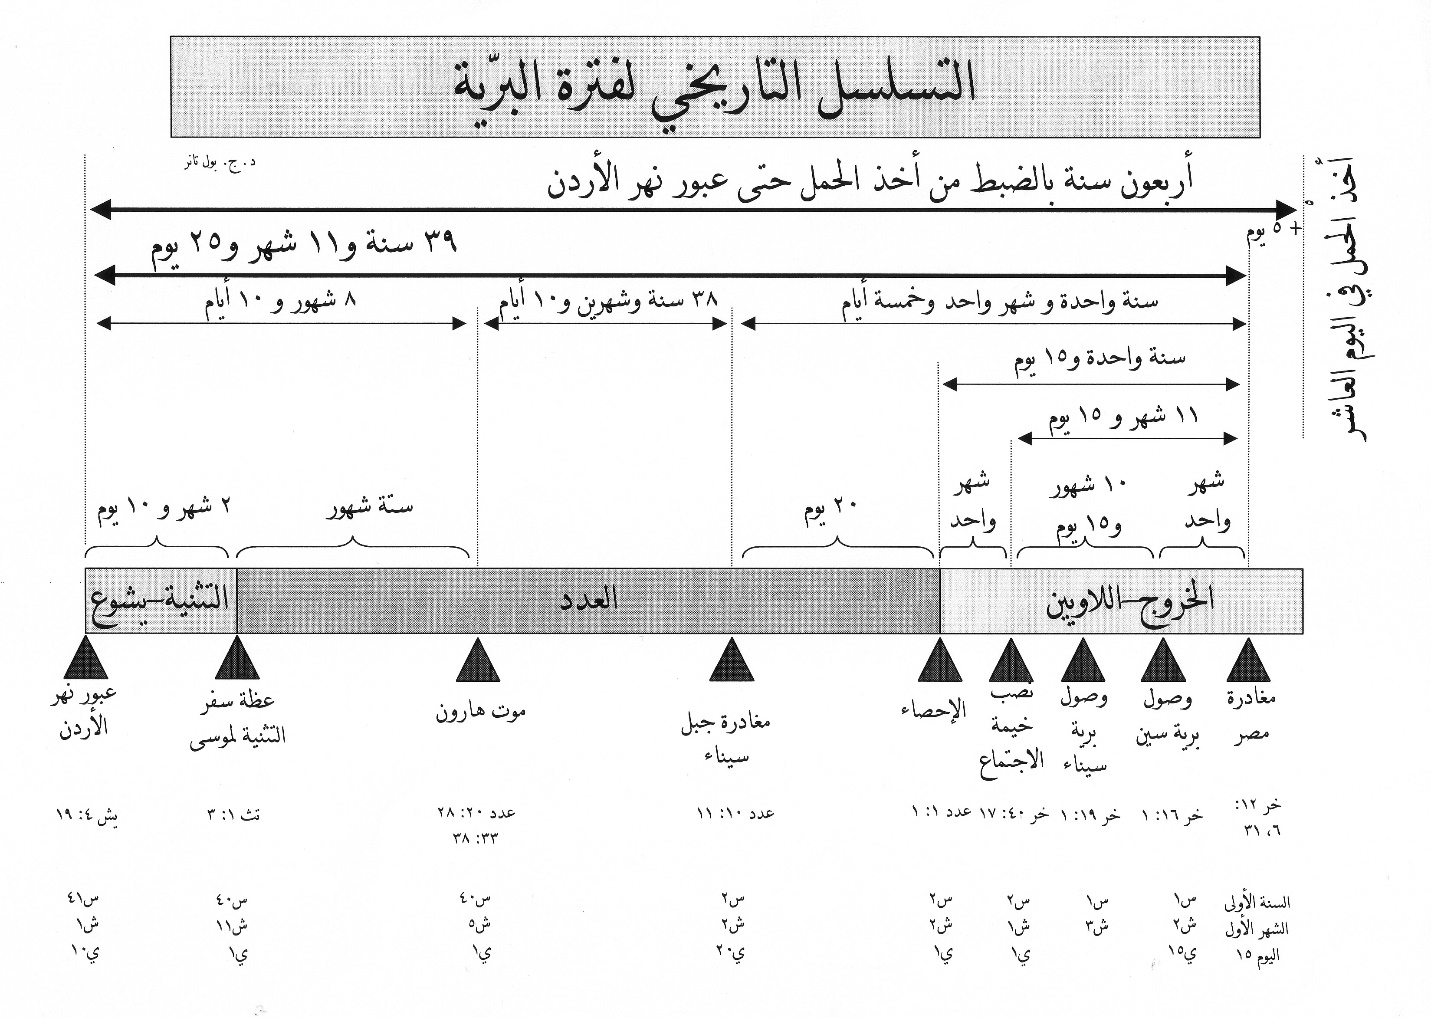 التسلسل التاريخي لفترة البرّية
د. ج. بول تانر
أُخذ الحمل في اليوم العاشر
أربعون سنة بالضبط من أخذ الحمل حتى عبور نهر الأردن
+ ٥ يوم
٣٩ سنة و١١ شهر و٢٥ يوم
سنة واحدة و شهر واحد وخمسة أيام
٣٨ سنة وشهرين و١٠ أيام
٨ شهور و ١٠ أيام
سنة واحدة و١٥ يوم
١١ شهر و ١٥ يوم
شهر
واحد
١٠ شهور
و١٥ يوم
شهر
واحد
٢٠ يوم
ستة شهور
٢ شهر و ١٠ يوم
الخروج-اللاويين
العدد
التثنية-يشوع
مغادرة
مصر
وصول
برية سين
وصول
برية
سيناء
نصب
خيمة
الاجتماع
الإحصاء
مغادرة جبل
سيناء
موت هارون
عظة سفر
التثنية لموسى
عبور نهر
الأردن
خر ١٢:
٦، ٣١
خر ١٦: ١
خر ١٩: ١
خر ٤٠: ١٧
عدد ١: ١
عدد ١٠: ١١
عدد ٢٠: ٢٨
٣٣: ٣٨
تث ١: ٣
يش ٤: ١٩
السنة الأولى
الشهر الأول
اليوم ١٥
س١
ش٢
ي١٥
س١
ش٣
س٢
ش١
ي١
س٢
ش٢
ي١
س٢
ش٢
ي٢٠
س٤٠
ش٥
ي١
س٤٠
ش١١
ي١
س٤١
ش١
ي١٠